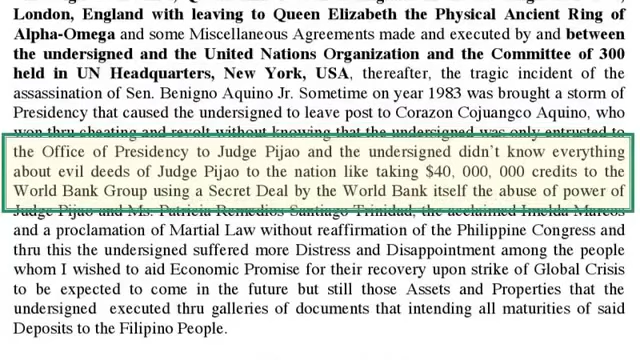 London, England with leaving to Queen Elizabeth the Physical Ancient Ring of
Alpha-Omega and some Miscellaneous Agreements made and executed by and between
the undersigned and the United Nations Organization and the Committee of 300
held in UN Headquarters, New York, USA, thereafter, the tragic incident of the
assassination of Sen. Benigno Aquino Jr. Sometime on year 1983 was brought a storm of
Presidency that caused the undersigned to leave post to Corazon Cojuangco Aquino, who
won thru cheating and revolt without knowing that the undersigned was only entrusted to
the Office of Presidency to Judge Pijao and the undersigned didn't know everything
about evil deeds of Judge Pijao to the nation like taking $40, 000, 000 credits to the
World Bank Group using a Secret Deal by the World Bank itself the abuse of power of
Judge Pijao and Ms. Patricia Remedios Santiago Trinidad, the acclaimed Imelda Marcos
and a proclamation of Martial Law without reaffirmation of the Philippine Congress and
thru this the undersigned suffered more Distress and Disappointment among the people
whom I wished to aid Economic Promise for their recovery upon strike of Global Crisis
to be expected to come in the future but still those Assets and Properties that the
undersigned executed thru galleries of documents that intending all maturities of said
Deposits to the Filipino People.